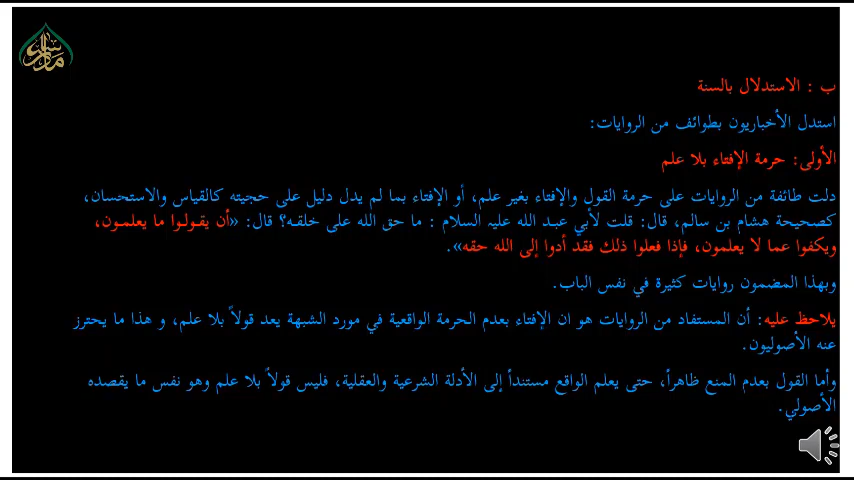 ب : الاستدلال بالسنة
استدل الأخباريون بطوائف من الروايات:
الأولى: حرمة الإفتاء بلا علم
دلت طائفة من الروايات على حرمة القول والإفتاء بغير علم، أو الإفتاء بما لم يدل دليل على حجيته كالقياس والاستحسان،
كصحيحة هشام بن سالم، قال: قلت لأبي عبد الله عليه السلام : ما حق الله على خلقه؟ قال: «أن يقولوا ما يعلمون،
ويكفوا عما لا يعلمون، فإذا فعلوا ذلك فقد أدوا إلى الله حقه».
وبهذا المضمون روايات كثيرة في نفس الباب.
يلاحظ عليه: أن المستفاد من الروايات هو ان الإفتاء بعدم الحرمة الواقعية في مورد الشبهة يعد قولاً بلا علم، و هذا ما يحترز
عنه الأصوليون.
وأما القول بعدم المنع ظاهرأ، حتى يعلم الواقع مستندأ إلى الأدلة الشرعية والعقلية، فليس قولاً بلا علم وهو نفس ما يقصده
الأصولي.